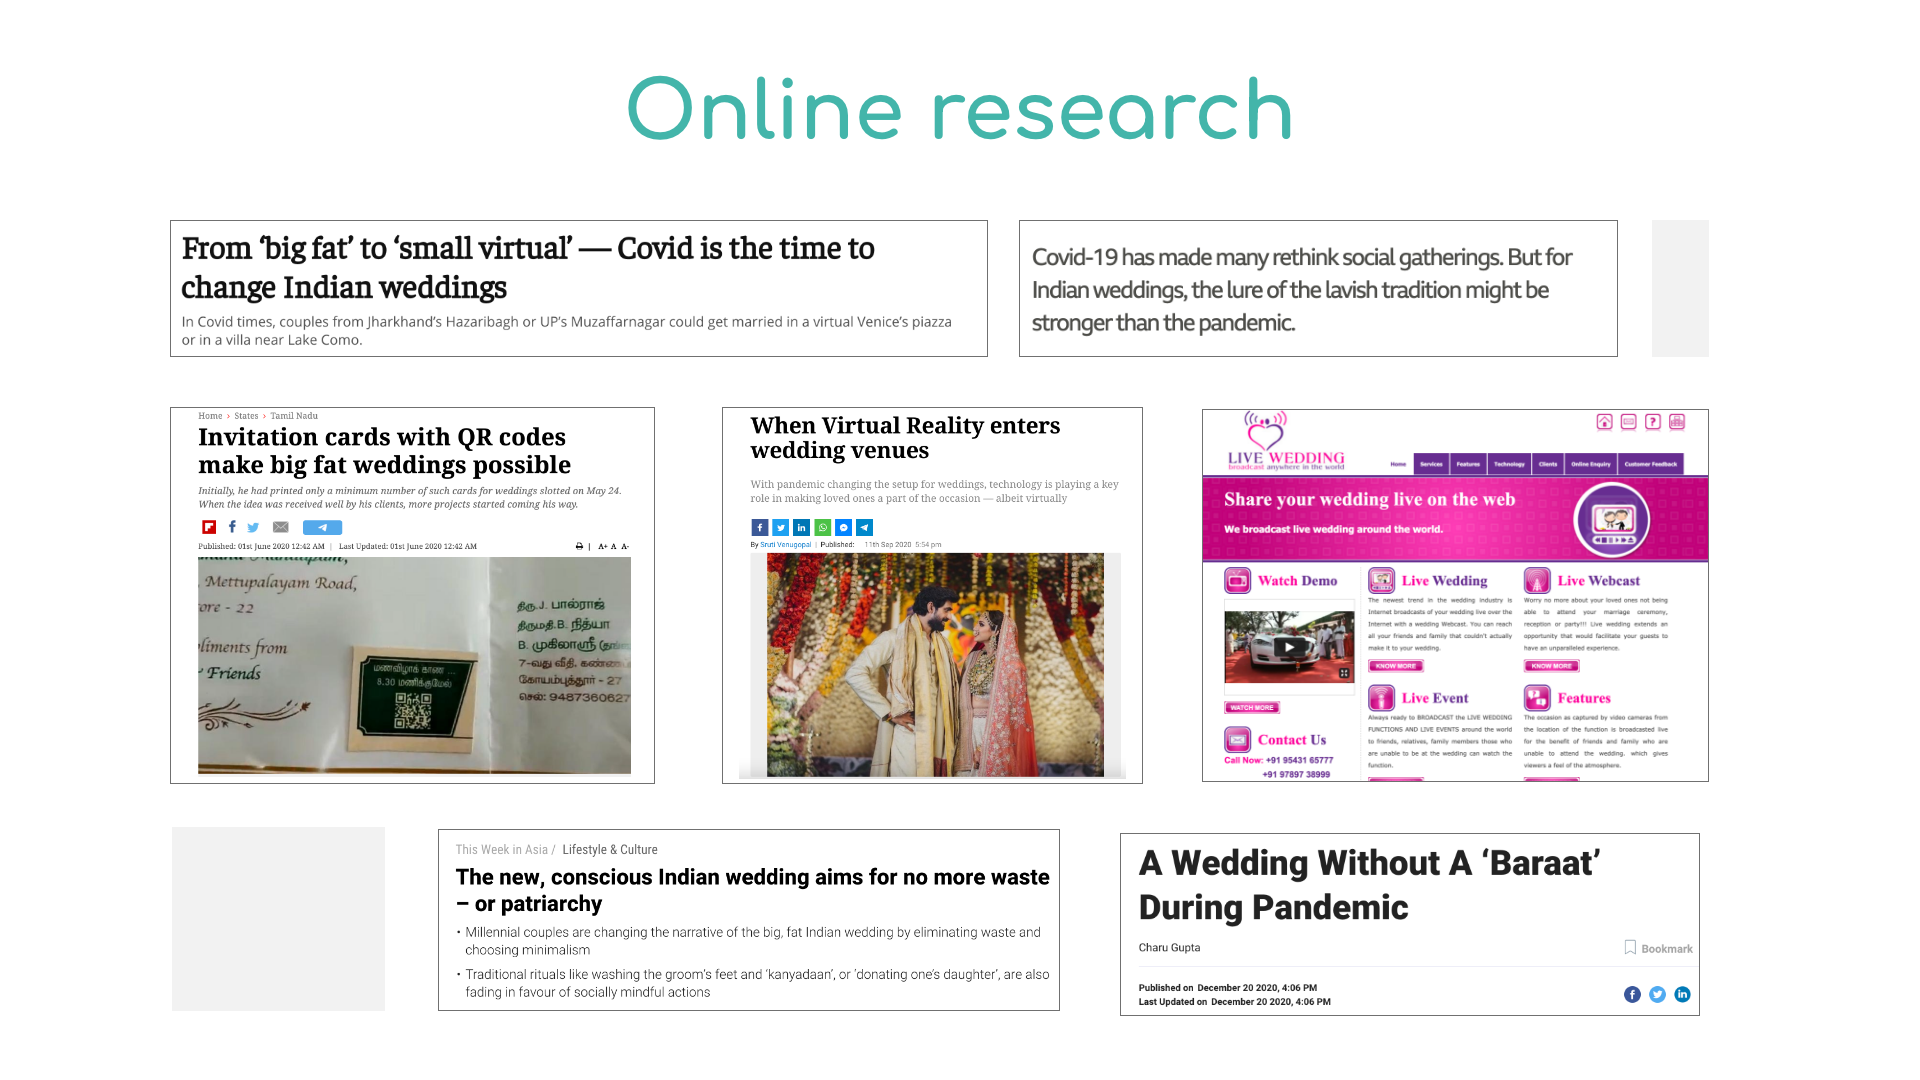 Online research
From ‘big fat’ to ‘small virtual’ — Covid is the time to
change Indian weddings
In Covid times, couples from Jharkhand’s Hazaribagh or UP’s Muzaffarnagar could get married in a virtual Venice’s piazza
or in a villa near Lake Como.
Covid-19 has made many rethink social gatherings. But for
Indian weddings, the lure of the lavish tradition might be
stronger than the pandemic.
Home › States › Tamil Nadu
Invitation cards with QR codes
make big fat weddings possible
Initially, he had printed only a minimum number of such cards for weddings slotted on May 24.
When the idea was received well by his clients, more projects started coming his way.
Published: 01st June 2020 12:42 AM | Last Updated: 01st June 2020 12:42 AM
A+ A A-
Mettupalayam Road,
ore - 22
pliments from
Friends
மணவிழாக் காண ...
8.30 மணிக்குமேல்
திரு.J. பால்ராஜ்
திருமதி.B. நித்யா
B. முகிலாஸ்ரீ
7-வது வீதி,
கோயம்புத்தூர் - 27
செல்: 9487360627
When Virtual Reality enters
wedding venues
With pandemic changing the setup for weddings, technology is playing a key
role in making loved ones a part of the occasion — albeit virtually
By Sruti Venugopal | Published: 11th Sep 2020 5:54 pm
LIVE WEDDING
broadcast anywhere in the world
Home Services Features Technology Clients Online Enquiry Customer Feedback
Share your wedding live on the web
We broadcast live wedding around the world.
Watch Demo
WATCH MORE
Contact Us
Call Now: +91 95431 65777
+91 97897 38999
Live Wedding
The newest trend in the wedding industry is
Internet broadcasts of your wedding live over the
Internet with a wedding Webcast. You can reach
all your friends and family that couldn't actually
make it to your wedding.
KNOW MORE
Live Webcast
Worry no more about your loved ones not being
able to attend your marriage ceremony,
reception or party!!! Live wedding extends an
opportunity that would facilitate your guests to
have an unparalleled experience.
KNOW MORE
Live Event
Always ready to BROADCAST the LIVE WEDDING
FUNCTIONS AND LIVE EVENTS around the world
to friends, relatives, family members those who
are unable to be at the wedding can watch the
function.
Features
The occasion as captured by video cameras from
the location of the function is broadcasted live
for the benefit of friends and family who are
unable to attend the wedding. which gives
viewers a feel of the atmosphere.
This Week in Asia / Lifestyle & Culture
The new, conscious Indian wedding aims for no more waste
– or patriarchy
• Millennial couples are changing the narrative of the big, fat Indian wedding by eliminating waste and
choosing minimalism
• Traditional rituals like washing the groom’s feet and ‘kanyadaan’, or ‘donating one’s daughter’, are also
fading in favour of socially mindful actions
A Wedding Without A ‘Baraat’
During Pandemic
Charu Gupta
Bookmark
Published on December 20 2020, 4:06 PM
Last Updated on December 20 2020, 4:06 PM